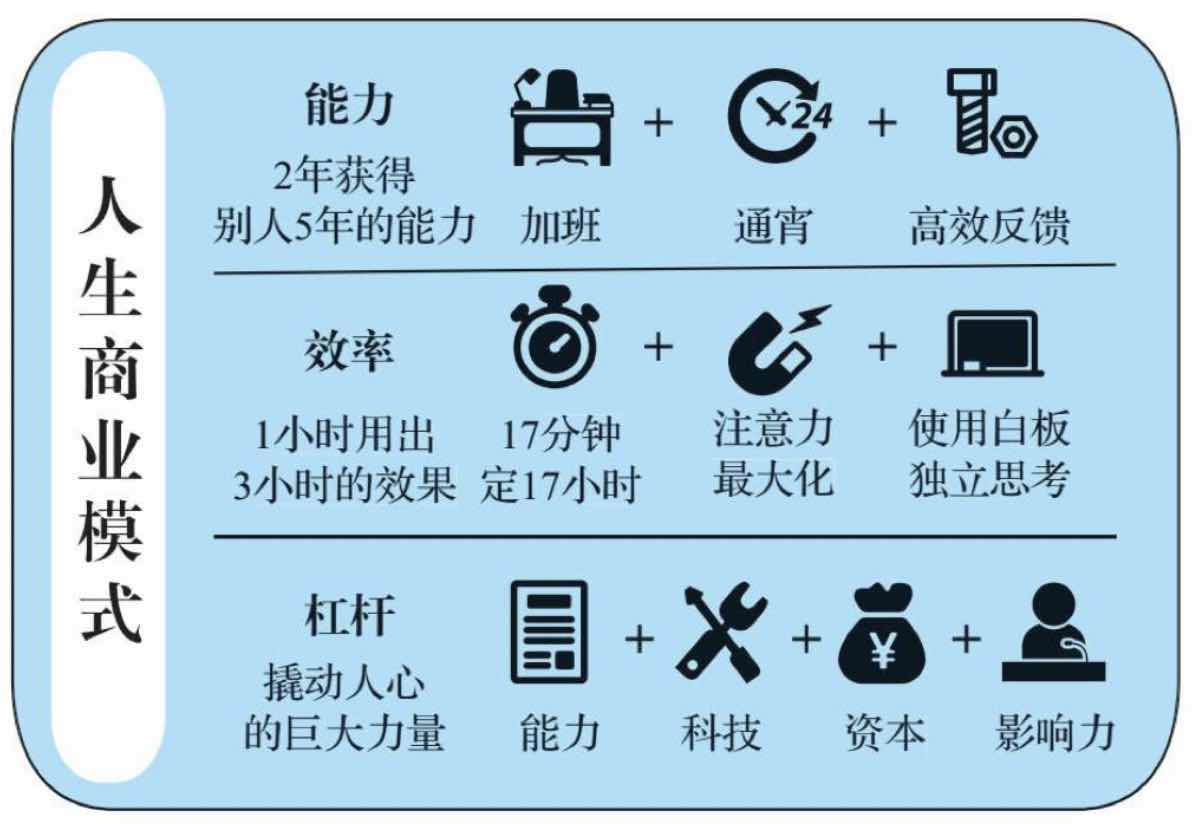 人生商业模式
能力
2年获得
别人5年的能力
加班
+
24
通宵
+
高效反馈
效率
1小时用出
3小时的效果
17分钟
定17小时
+
注意力
最大化
+
使用白板
独立思考
杠杆
撬动人心
的巨大力量
能力
+
科技
+
¥
资本
+
影响力